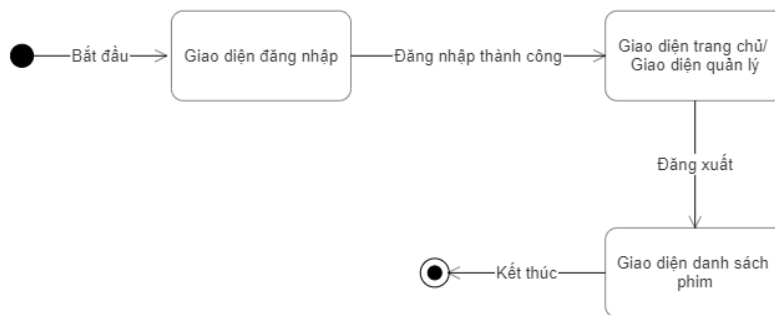 Bắt đầu
Giao diện đăng nhập
Đăng nhập thành công
Giao diện trang chủ/
Giao diện quản lý
Đăng xuất
Giao diện danh sách
phim
Kết thúc